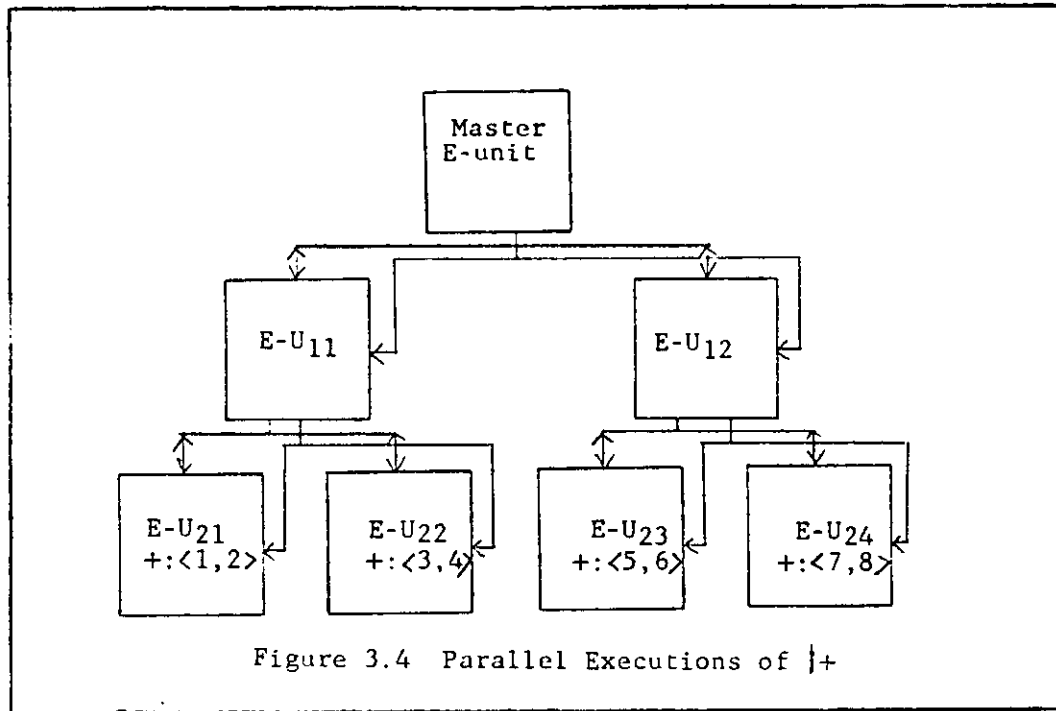 Master
E-unit
E-U11
E-U12
E-U21
+:<1,2>
E-U22
+:<3,4>
E-U23
+:<5,6>
E-U24
+:<7,8>
Figure 3.4 Parallel Executions of ∤+